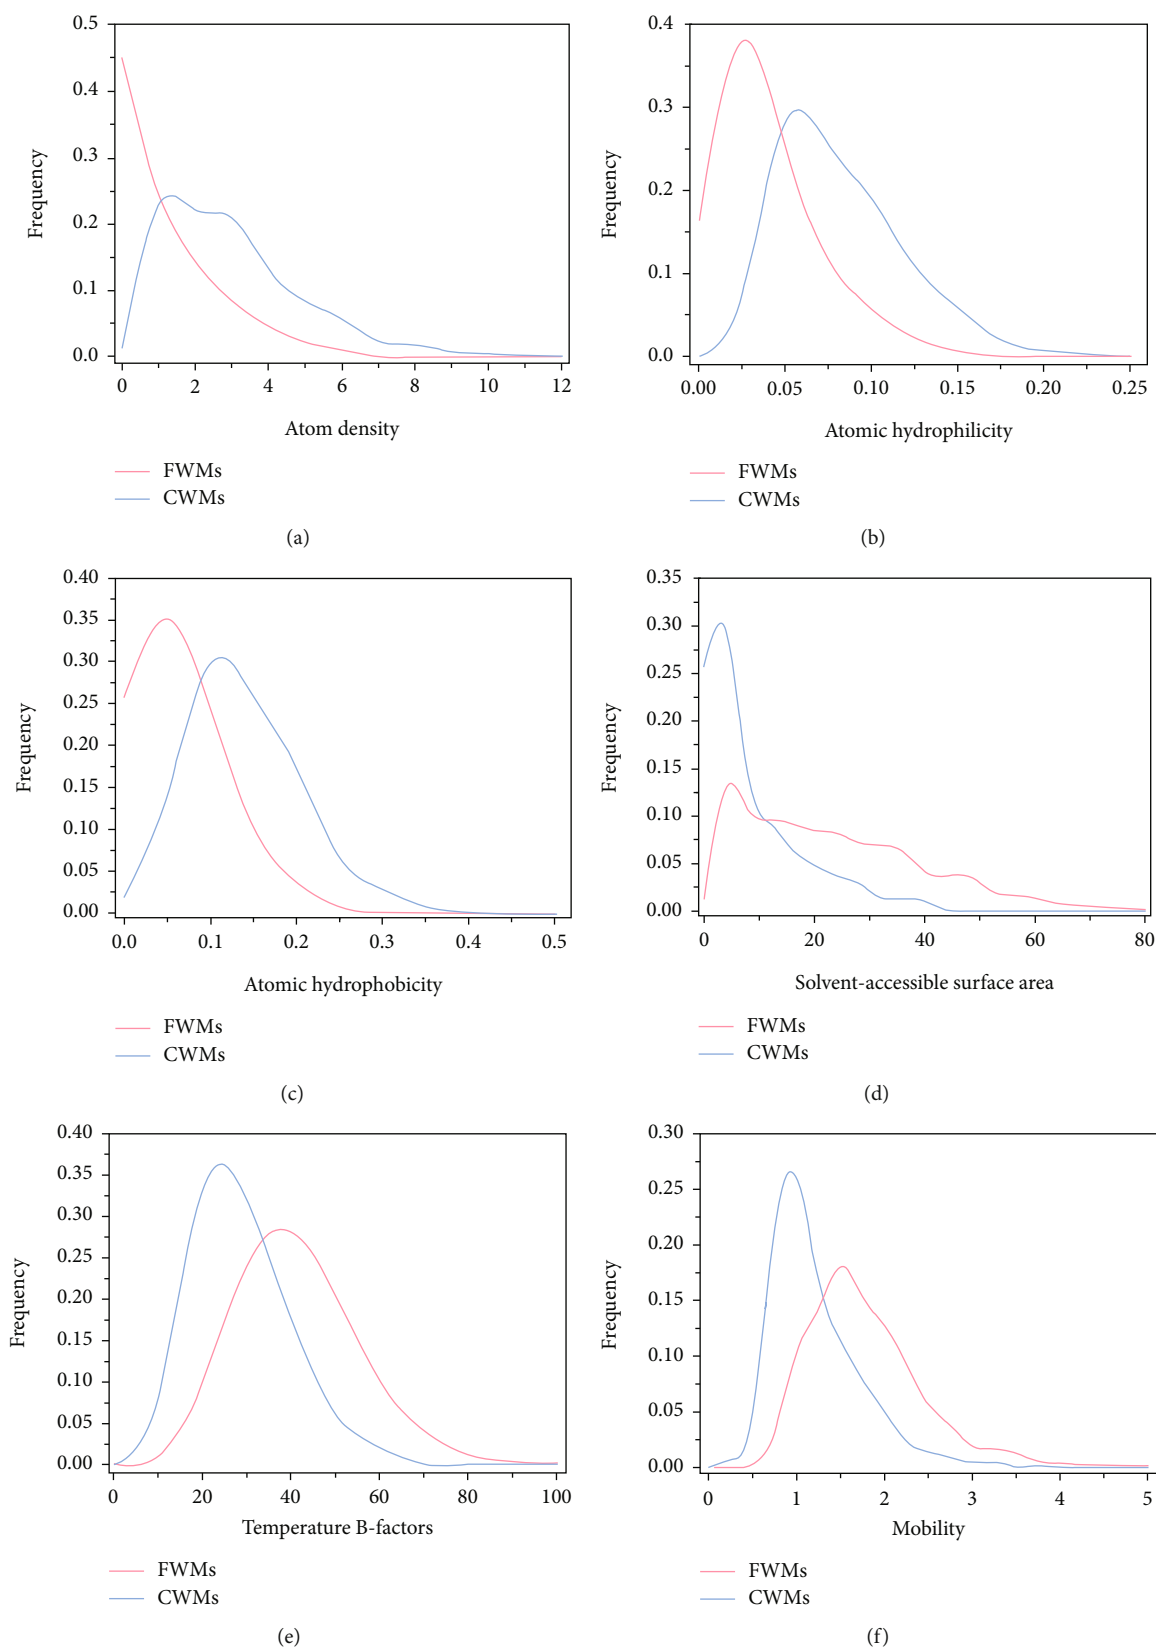 0.5
0.4
0.3
0.2
0.1
0.0
Frequency
0 2 4 6 8 10 12
Atom density
FWMs
CWMs
(a)
0.4
0.3
0.2
0.1
0.0
Frequency
0.00 0.05 0.10 0.15 0.20 0.25
Atomic hydrophilicity
FWMs
CWMs
(b)
0.40
0.35
0.30
0.25
0.20
0.15
0.10
0.05
0.00
Frequency
0.0 0.1 0.2 0.3 0.4 0.5
Atomic hydrophobicity
FWMs
CWMs
(c)
0.35
0.30
0.25
0.20
0.15
0.10
0.05
0.00
Frequency
0 20 40 60 80
Solvent-accessible surface area
FWMs
CWMs
(d)
0.40
0.35
0.30
0.25
0.20
0.15
0.10
0.05
0.00
Frequency
0 20 40 60 80 100
Temperature B-factors
FWMs
CWMs
(e)
0.30
0.25
0.20
0.15
0.10
0.05
0.00
Frequency
0 1 2 3 4 5
Mobility
FWMs
CWMs
(f)